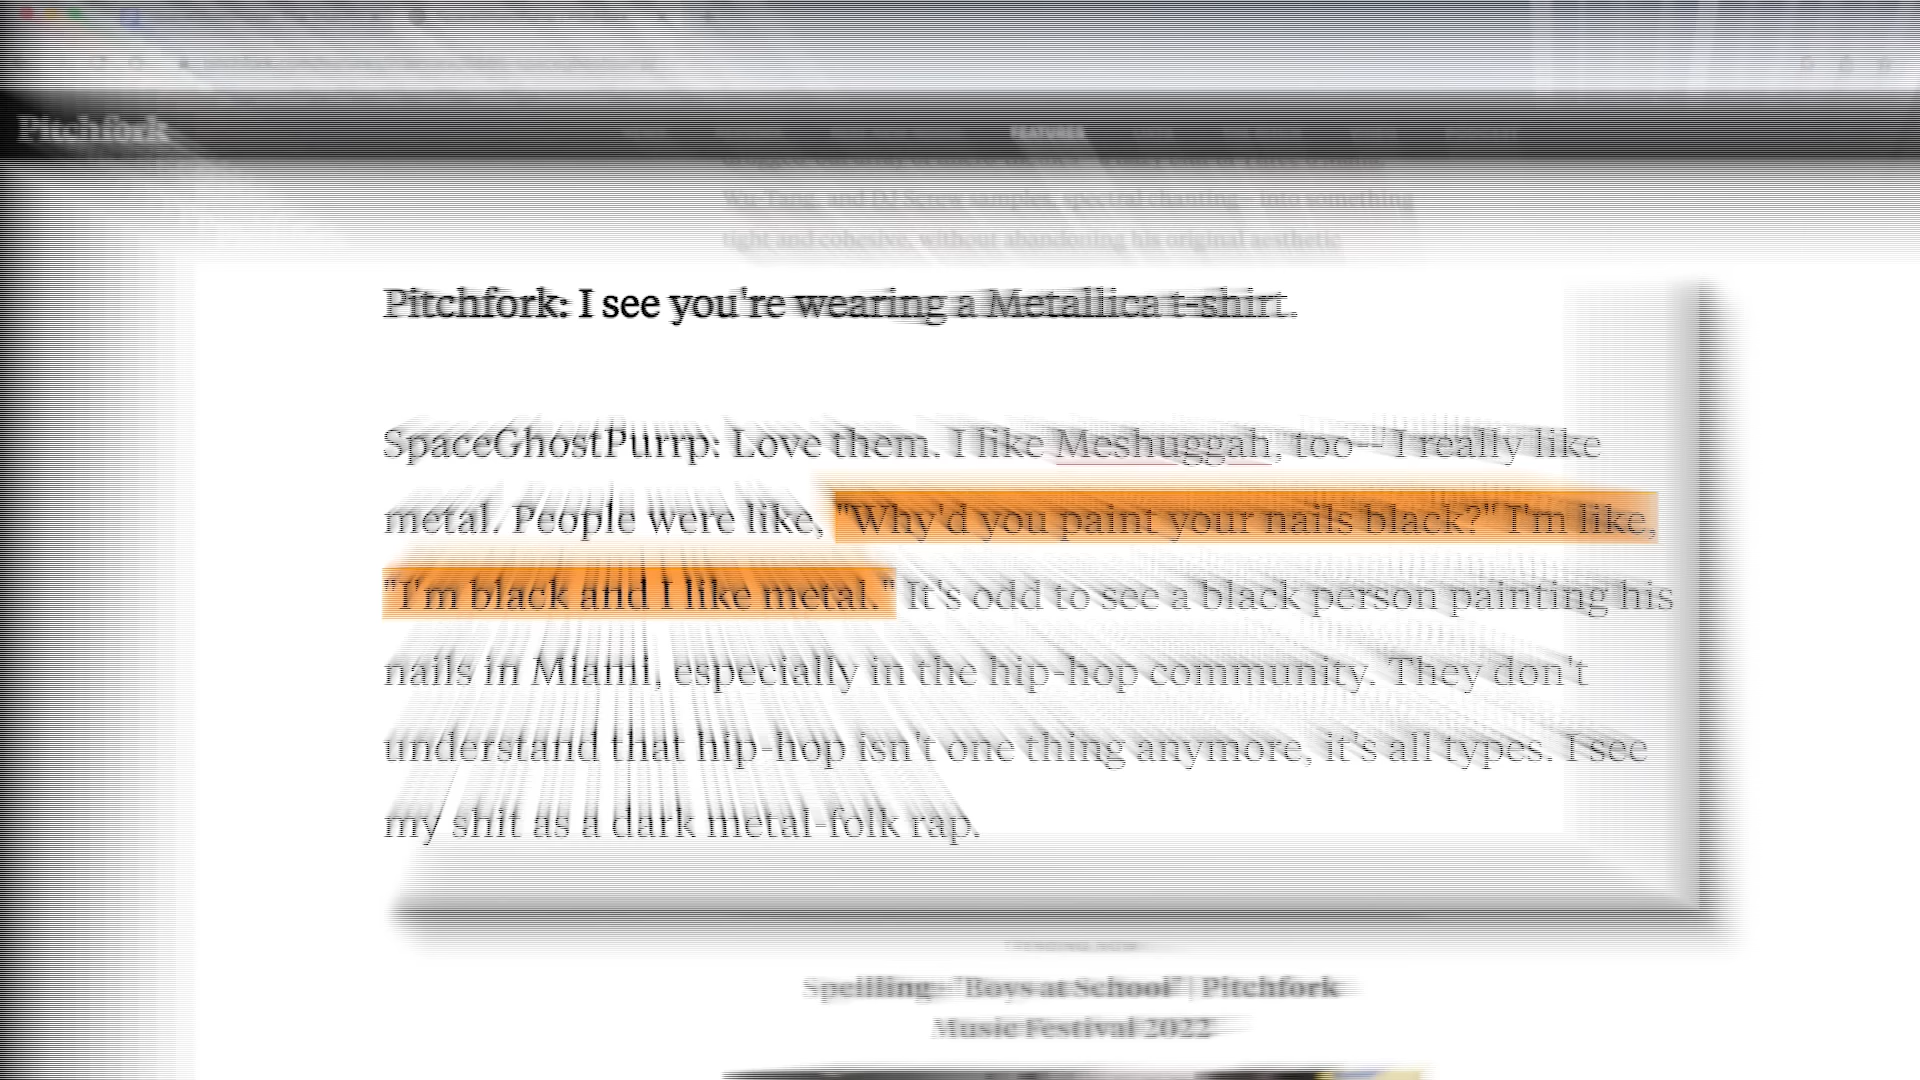 Pitchfork
FEATURES
Wu-Tang, and DJ Screw samples, spectral chanting - into something
tight and cohesive, without abandoning his original aesthetic
Pitchfork: I see you're wearing a Metallica t-shirt.
SpaceGhostPurrp: Love them. I like Meshuggah, too-- I really like
metal. People were like, "Why'd you paint your nails black?" I'm like,
"I'm black and I like metal." It's odd to see a black person painting his
nails in Miami, especially in the hip-hop community. They don't
understand that hip-hop isn't one thing anymore, it's all types. I see
my shit as a dark metal-folk rap.
TRENDING NOW
Spellling - "Boys at School" | Pitchfork
Music Festival 2022